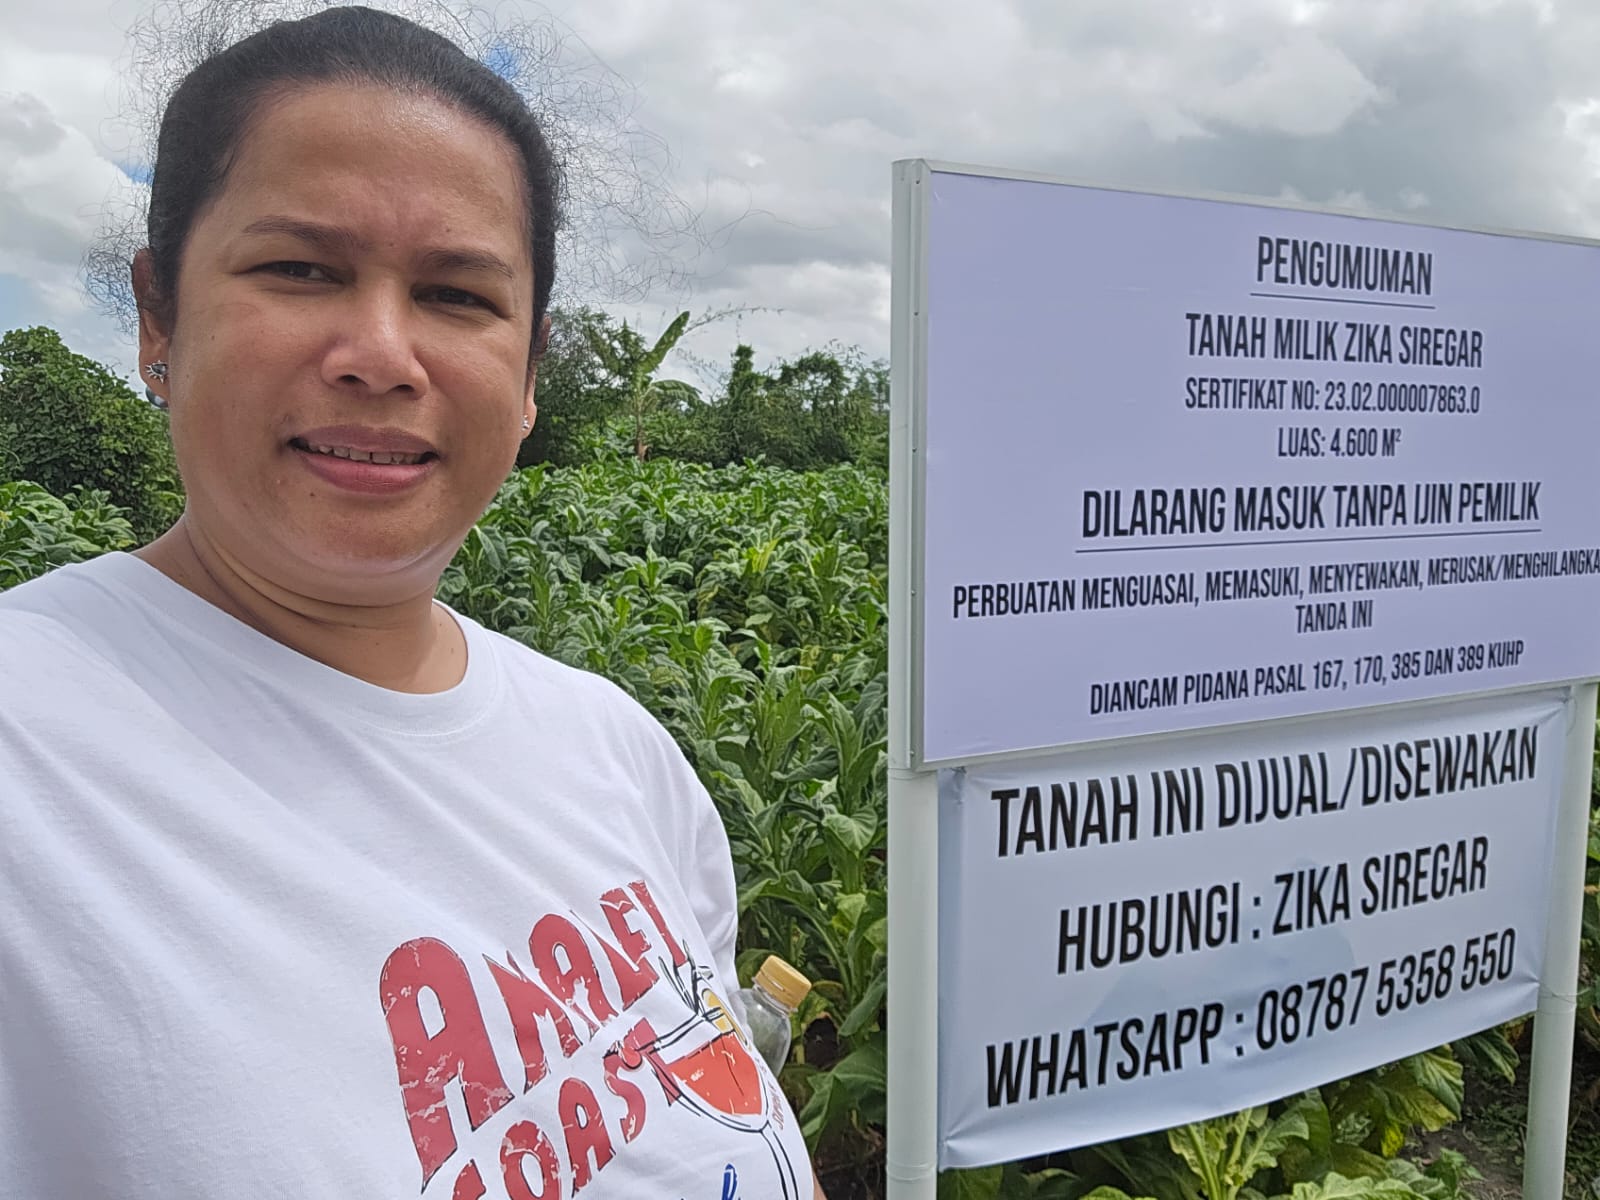 PENGUMUMAN
TANAH MILIK ZIKA SIREGAR
SERTIFIKAT NO: 23.02.000007863.0
LUAS: 4.600 M²
DILARANG MASUK TANPA IJIN PEMILIK
PERBUATAN MENGUASAI, MEMASUKI, MENYEWAKAN, MERUSAK/MENGHILANGKA
TANDA INI
DIANCAM PIDANA PASAL 167, 170, 385 DAN 389 KUHP
TANAH INI DIJUAL/DISEWAKAN
HUBUNGI : ZIKA SIREGAR
WHATSAPP : 08787 5358 550
AMALFI
COAST